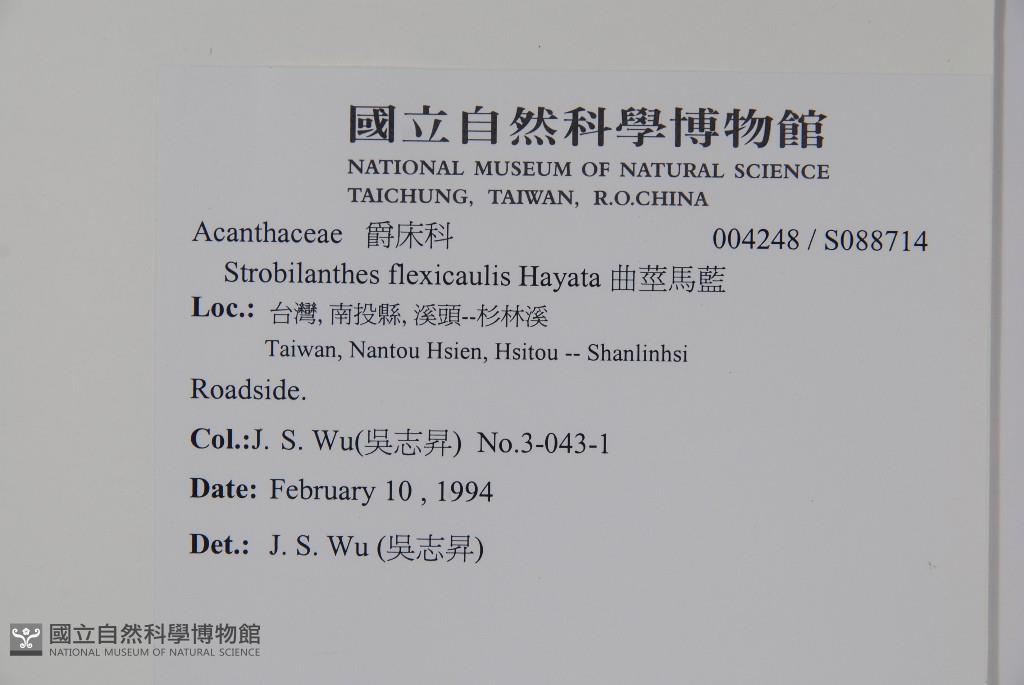 國立自然科學博物館
NATIONAL MUSEUM OF NATURAL SCIENCE
TAICHUNG, TAIWAN, R.O.CHINA
Acanthaceae 爵床科 004248 / S088714
Strobilanthes flexicaulis Hayata 曲莖馬藍
Loc.: 台灣, 南投縣, 溪頭--杉林溪
Taiwan, Nantou Hsien, Hsitou -- Shanlinhsi
Roadside.
Col.:J. S. Wu(吳志昇) No.3-043-1
Date: February 10 , 1994
Det.: J. S. Wu (吳志昇)
國立自然科學博物館
NATIONAL MUSEUM OF NATURAL SCIENCE